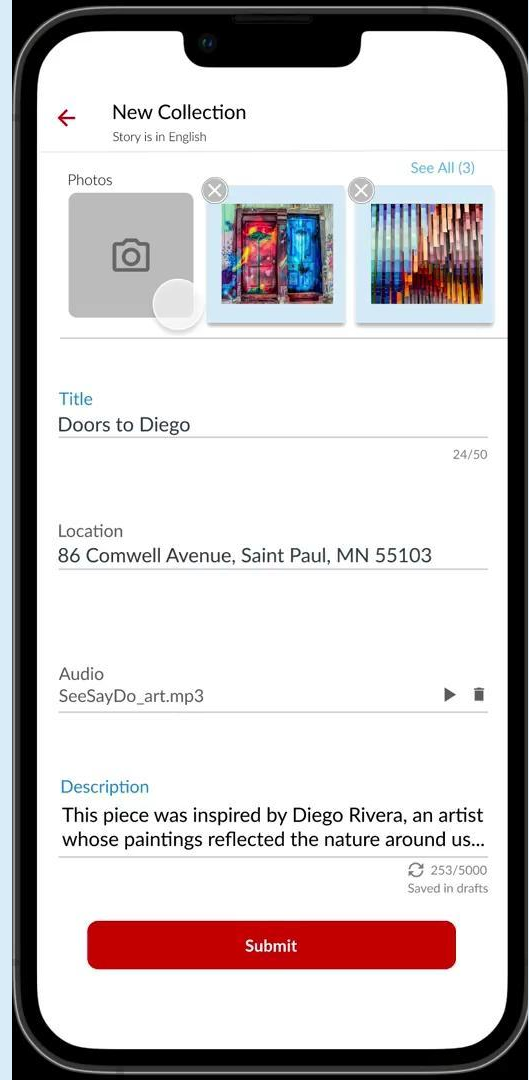 New Collection
Story is in English
See All (3)
Photos
Title
Doors to Diego
24/50
Location
86 Comwell Avenue, Saint Paul, MN 55103
Audio
SeeSayDo_art.mp3
Description
This piece was inspired by Diego Rivera, an artist
whose paintings reflected the nature around us...
253/5000
Saved in drafts
Submit